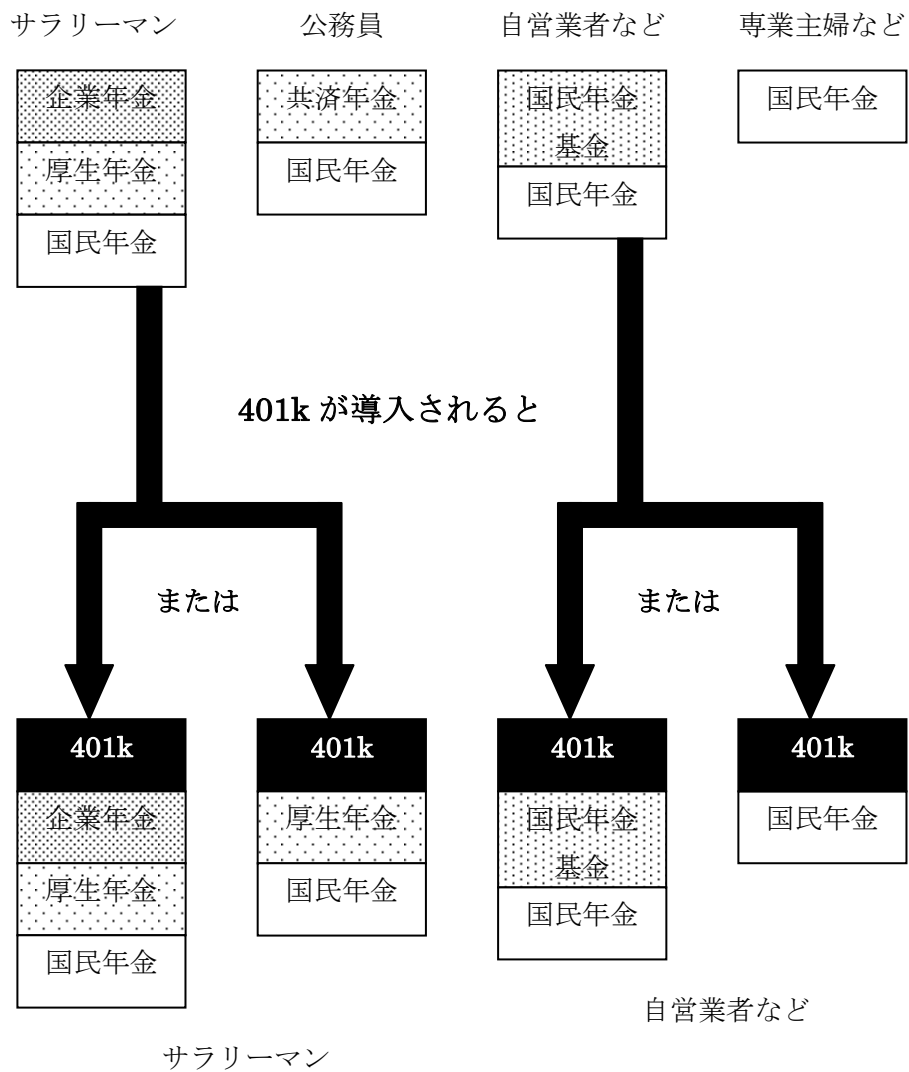 サラリーマン
公務員
自営業者など
専業主婦など
企業年金
厚生年金
国民年金
共済年金
国民年金
国民年金
基金
国民年金
国民年金
401k が導入されると
または
または
401k
企業年金
厚生年金
国民年金
401k
厚生年金
国民年金
401k
国民年金
基金
国民年金
401k
国民年金
自営業者など
サラリーマン